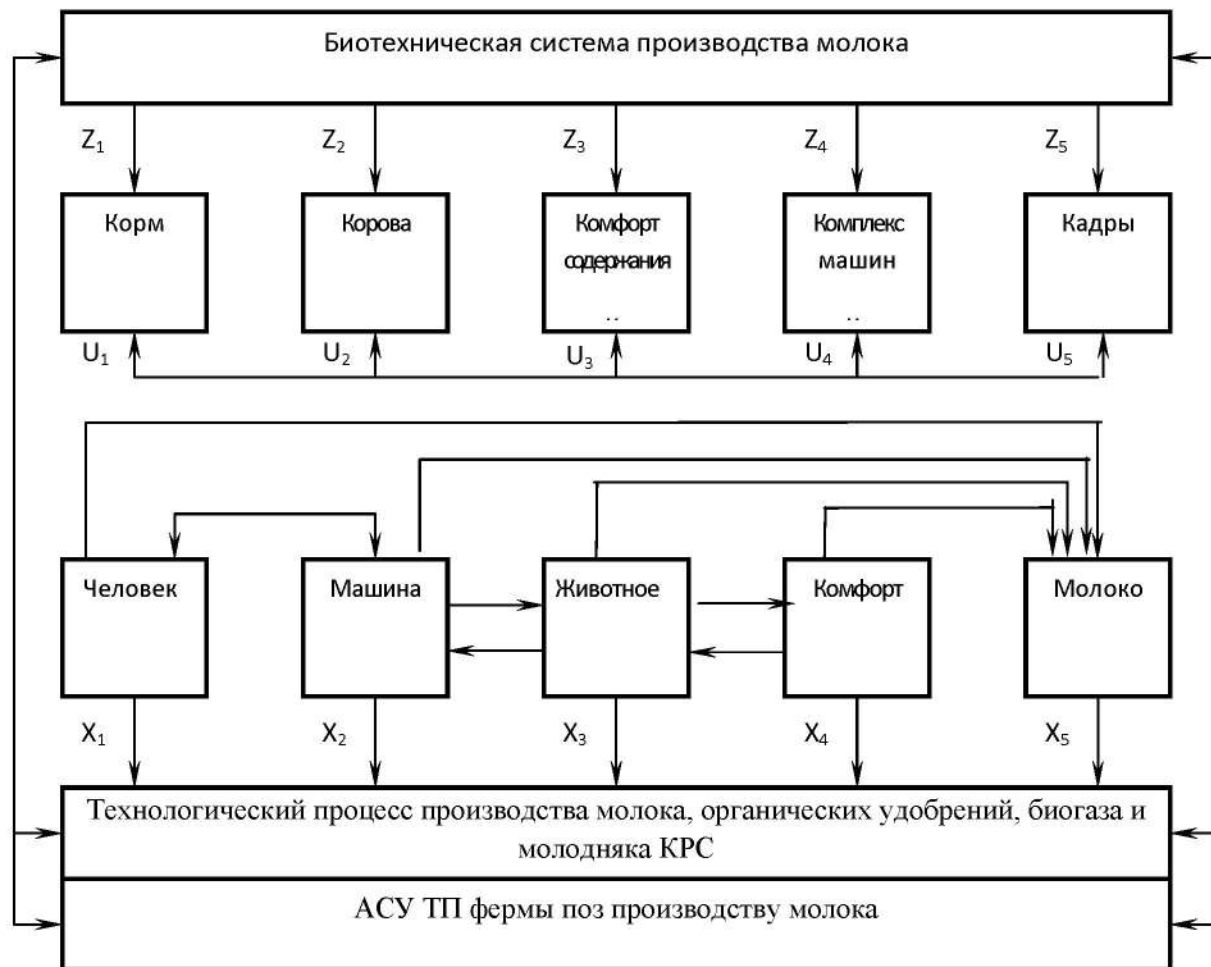 Биотехническая система производства молока
Z₁ Z₂ Z₃ Z₄ Z₅
Корм Корова Комфорт Комплекс Кадры
содержания машин
.. ..
U₁ U₂ U₃ U₄ U₅
Человек Машина Животное Комфорт Молоко
X₁ X₂ X₃ X₄ X₅
Технологический процесс производства молока, органических удобрений, биогаза и
молодняка КРС
АСУ ТП фермы поз производству молока